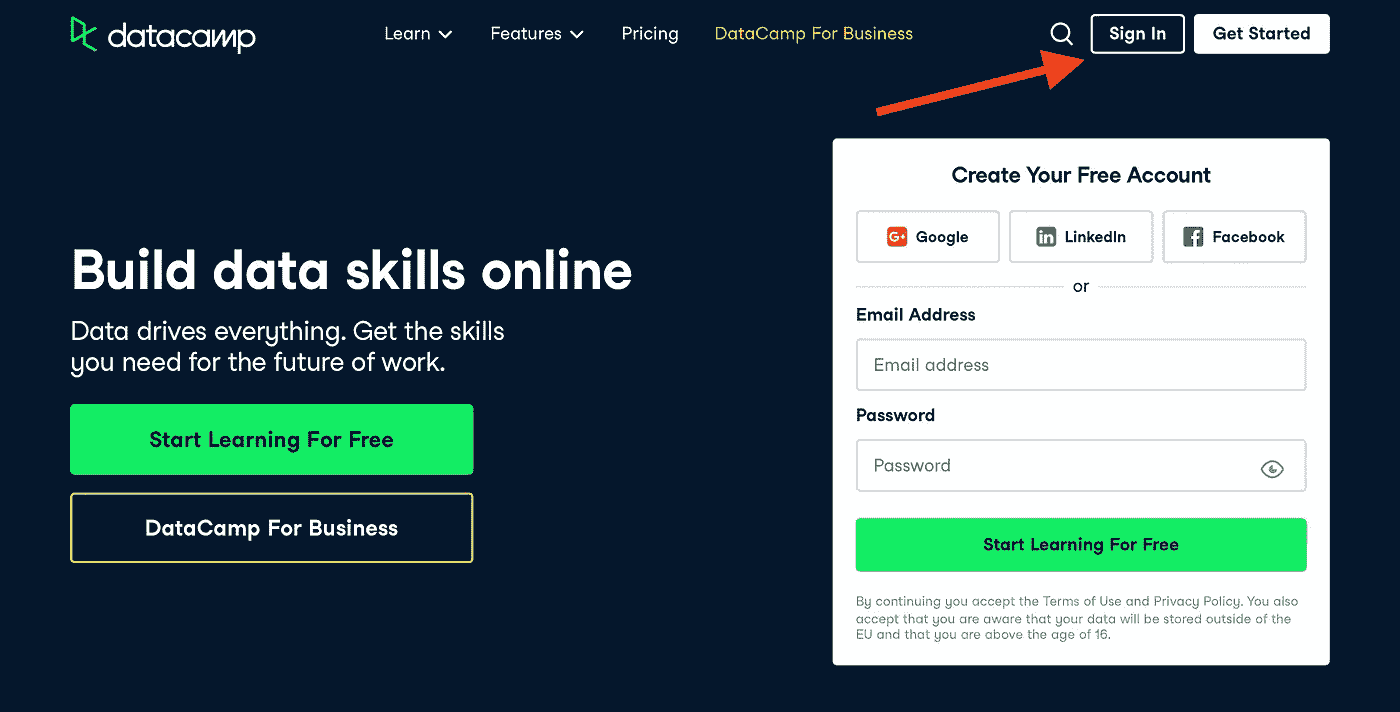 datacamp
Learn
Features
Pricing
DataCamp For Business
Sign In
Get Started
Build data skills online
Data drives everything. Get the skills
you need for the future of work.
Start Learning For Free
DataCamp For Business
Create Your Free Account
G+ Google
in LinkedIn
f Facebook
or
Email Address
Email address
Password
Password
Start Learning For Free
By continuing you accept the Terms of Use and Privacy Policy. You also
accept that you are aware that your data will be stored outside of the
EU and that you are above the age of 16.